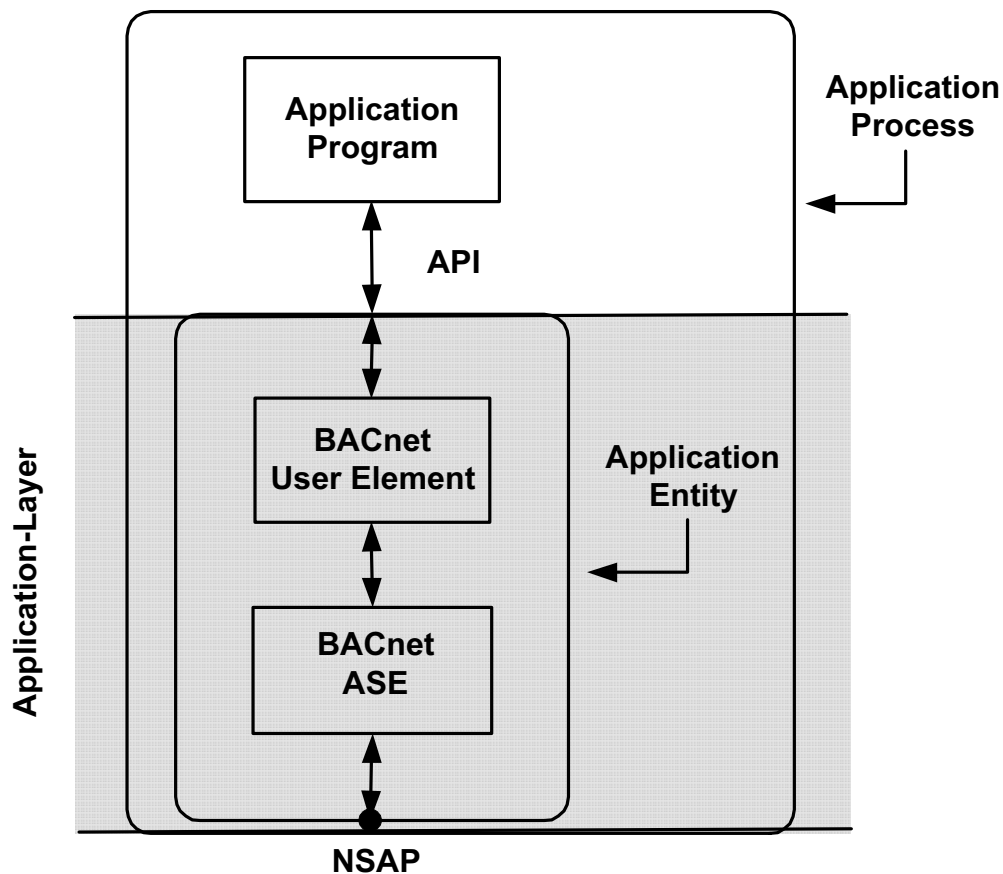 Application
Program
Application
Process
API
BACnet
User Element
Application
Entity
Application-Layer
BACnet
ASE
NSAP